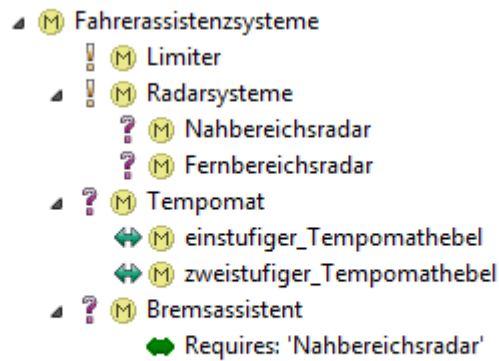 Fahrerassistenzsysteme
! M Limiter
! M Radarsysteme
? M Nahbereichsradar
? M Fernbereichsradar
? M Tempomat
M einstufiger_Tempomathebel
M zweistufiger_Tempomathebel
? M Bremsassistent
Requires: 'Nahbereichsradar'